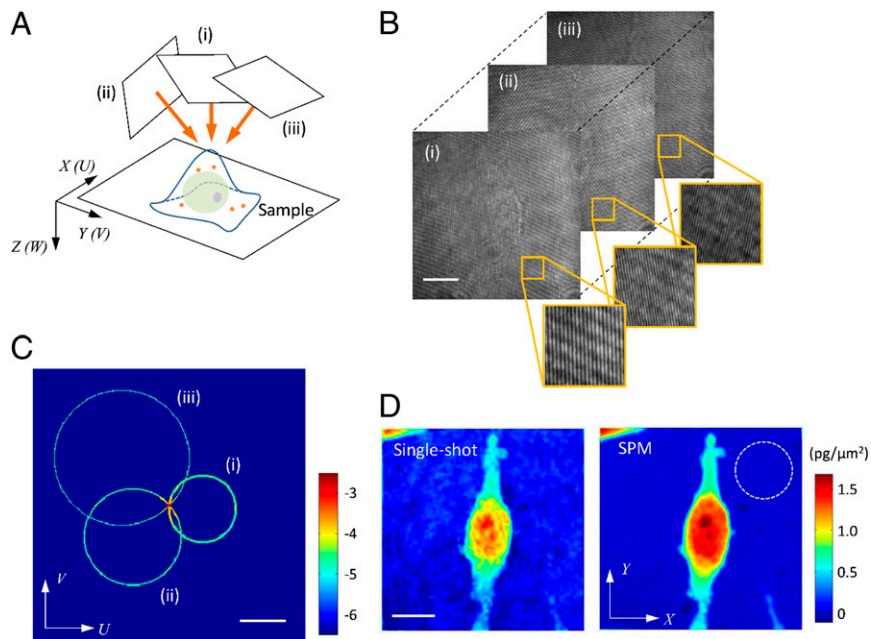 A
(i)
(ii)
(iii)
X (U)
Y (V)
Z (W)
Sample
B
(iii)
(ii)
(i)
C
(iii)
(i)
(ii)
V
U
-3
-4
-5
-6
D
Single-shot
SPM
Y
X
(pg/μm²)
1.5
1.0
0.5
0